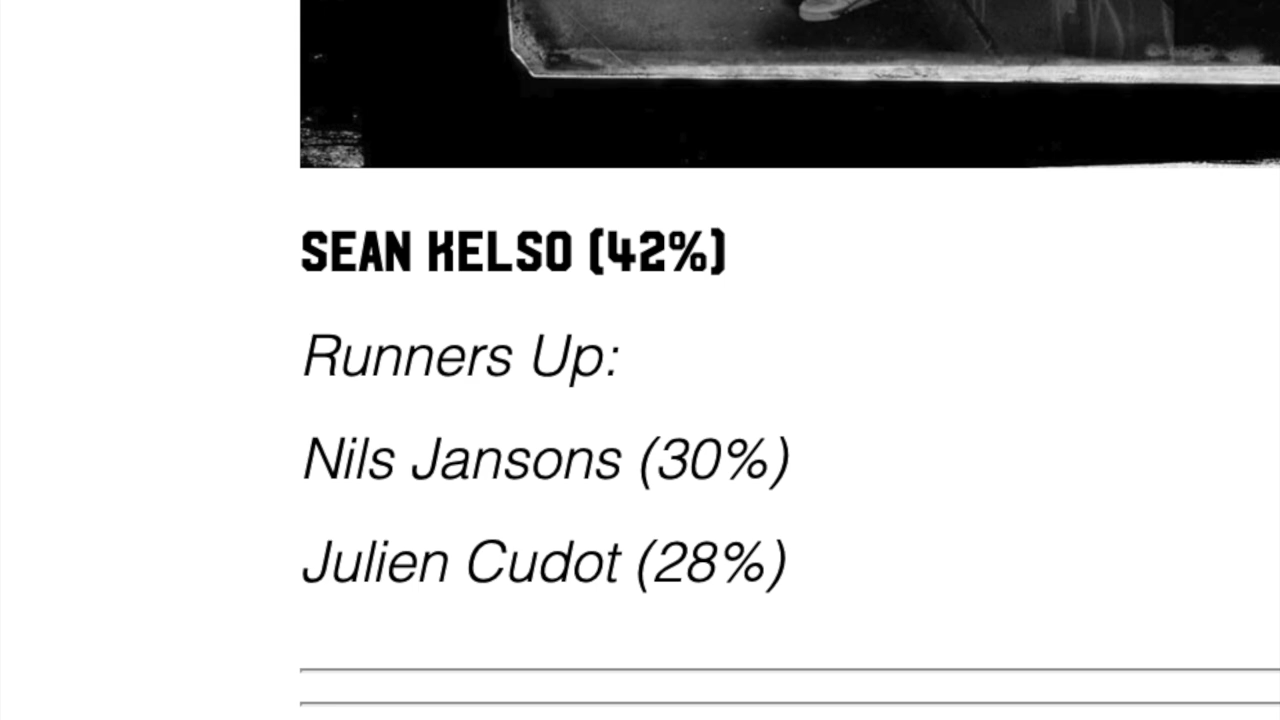 SEAN KELSO (42%)
Runners Up:
Nils Jansons (30%)
Julien Cudot (28%)